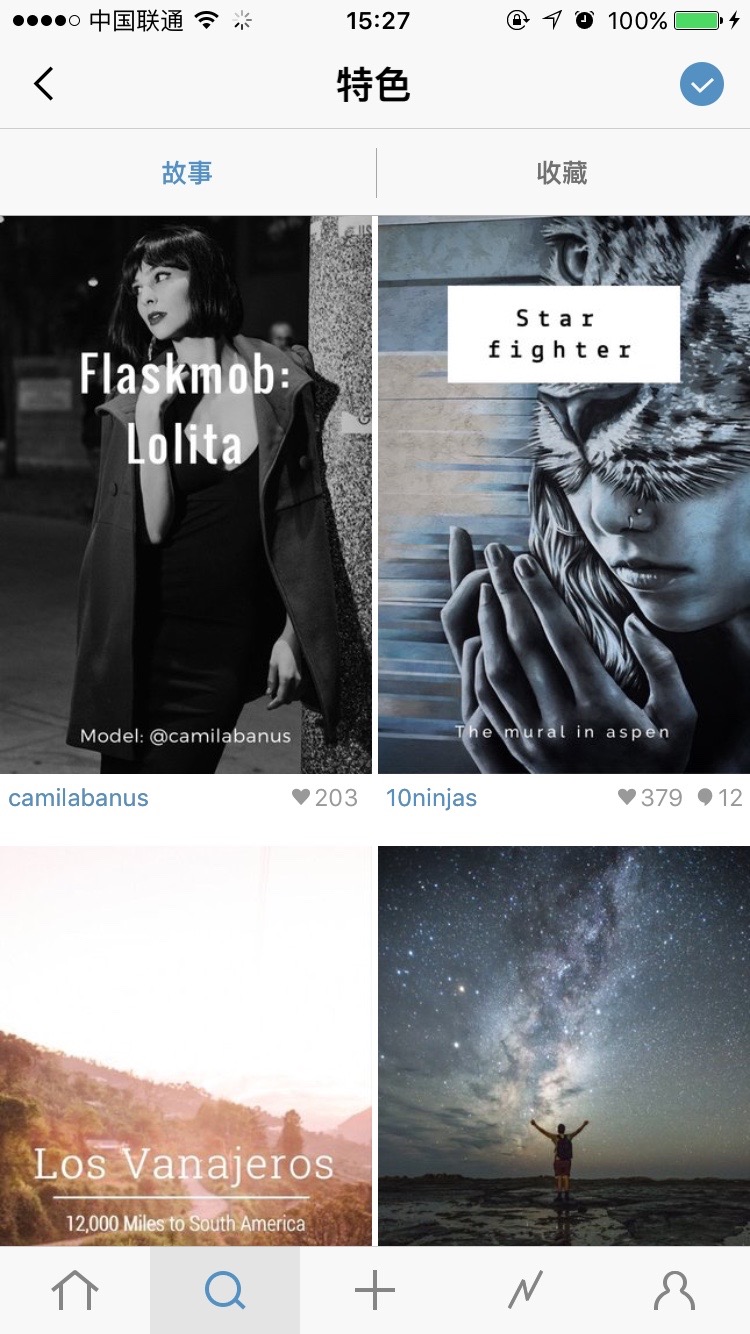 中国联通
15:27
100%
特色
故事
收藏
Flaskmob:
Lolita
Model: @camilabanus
Star
fighter
The mural in aspen
camilabanus
203
10ninjas
379
12
Los Vanajeros
12,000 Miles to South America